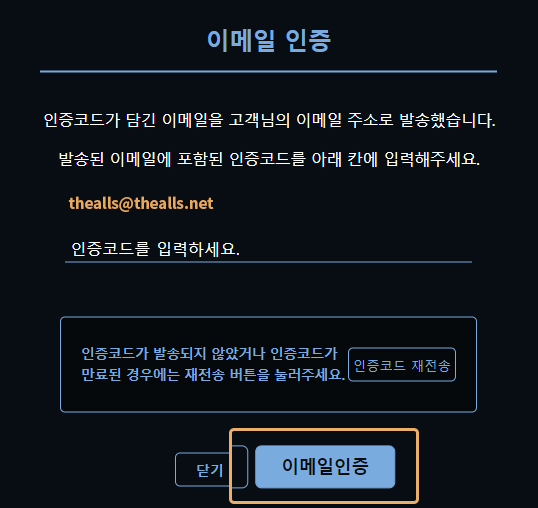 이메일 인증
인증코드가 담긴 이메일을 고객님의 이메일 주소로 발송했습니다.
발송된 이메일에 포함된 인증코드를 아래 칸에 입력해주세요.
thealls@thealls.net
인증코드를 입력하세요.
인증코드가 발송되지 않았거나 인증코드가
만료된 경우에는 재전송 버튼을 눌러주세요.
인증코드 재전송
닫기
이메일인증